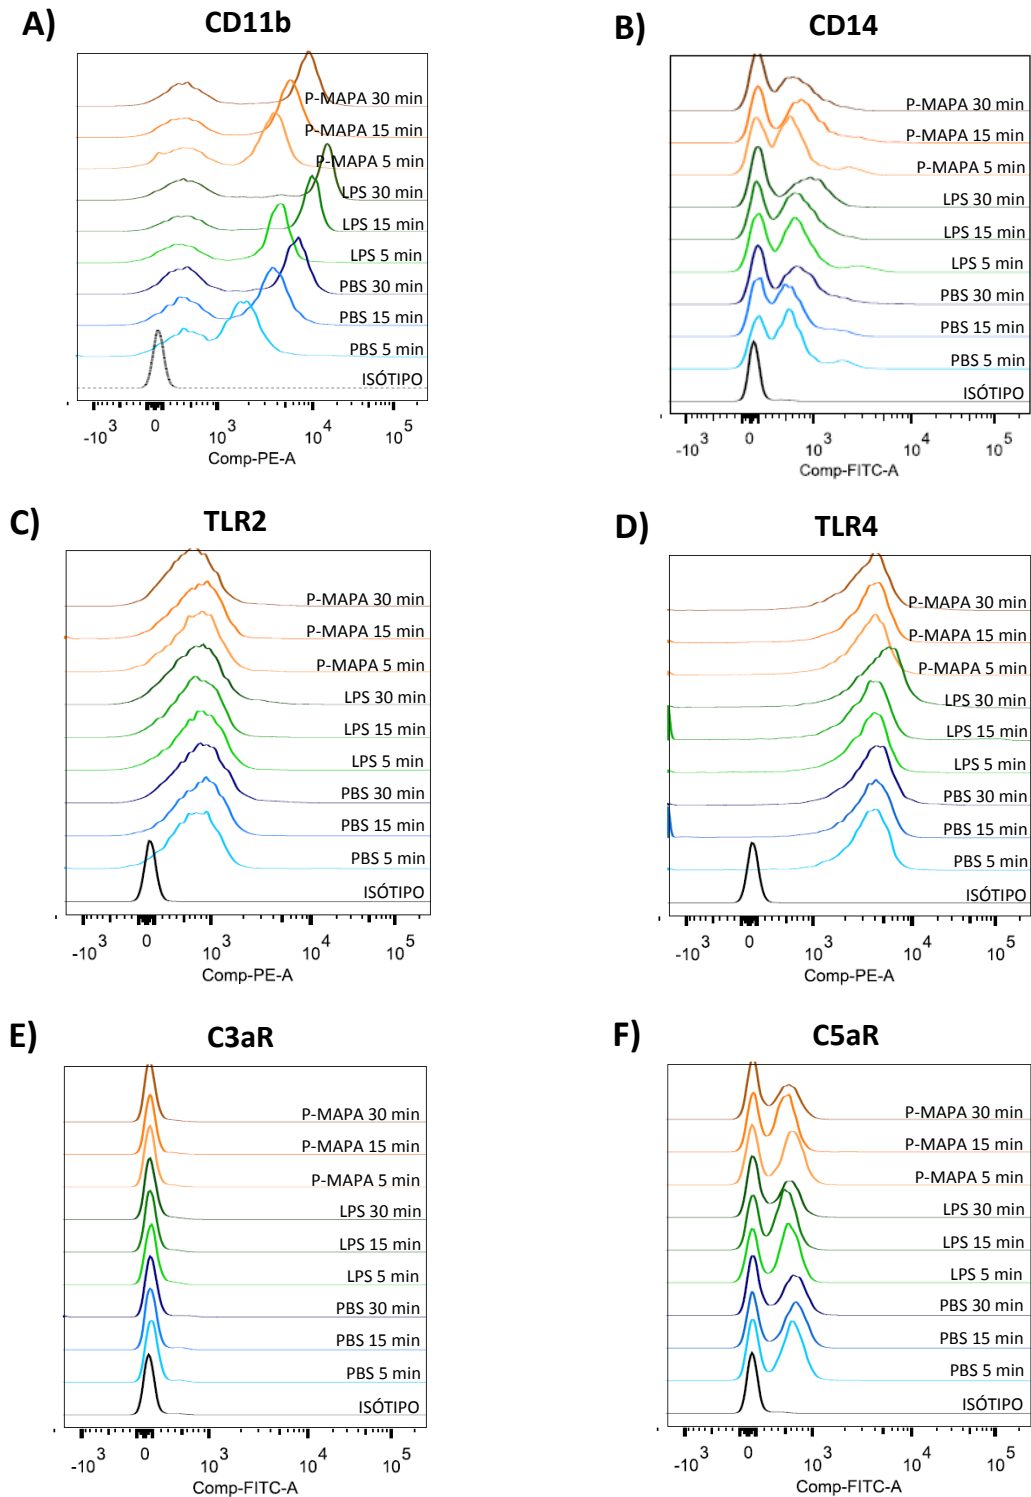 A)
CD11b
P-MAPA 30 min
P-MAPA 15 min
P-MAPA 5 min
LPS 30 min
LPS 15 min
LPS 5 min
PBS 30 min
PBS 15 min
PBS 5 min
ISÓTIPO
-10^3 0 10^3 10^4 10^5
Comp-PE-A
B)
CD14
P-MAPA 30 min
P-MAPA 15 min
P-MAPA 5 min
LPS 30 min
LPS 15 min
LPS 5 min
PBS 30 min
PBS 15 min
PBS 5 min
ISÓTIPO
-10^3 0 10^3 10^4 10^5
Comp-FITC-A
C)
TLR2
P-MAPA 30 min
P-MAPA 15 min
P-MAPA 5 min
LPS 30 min
LPS 15 min
LPS 5 min
PBS 30 min
PBS 15 min
PBS 5 min
ISÓTIPO
-10^3 0 10^3 10^4 10^5
Comp-PE-A
D)
TLR4
P-MAPA 30 min
P-MAPA 15 min
P-MAPA 5 min
LPS 30 min
LPS 15 min
LPS 5 min
PBS 30 min
PBS 15 min
PBS 5 min
ISÓTIPO
-10^3 0 10^3 10^4 10^5
Comp-PE-A
E)
C3aR
P-MAPA 30 min
P-MAPA 15 min
P-MAPA 5 min
LPS 30 min
LPS 15 min
LPS 5 min
PBS 30 min
PBS 15 min
PBS 5 min
ISÓTIPO
-10^3 0 10^3 10^4 10^5
Comp-FITC-A
F)
C5aR
P-MAPA 30 min
P-MAPA 15 min
P-MAPA 5 min
LPS 30 min
LPS 15 min
LPS 5 min
PBS 30 min
PBS 15 min
PBS 5 min
ISÓTIPO
-10^3 0 10^3 10^4 10^5
Comp-FITC-A